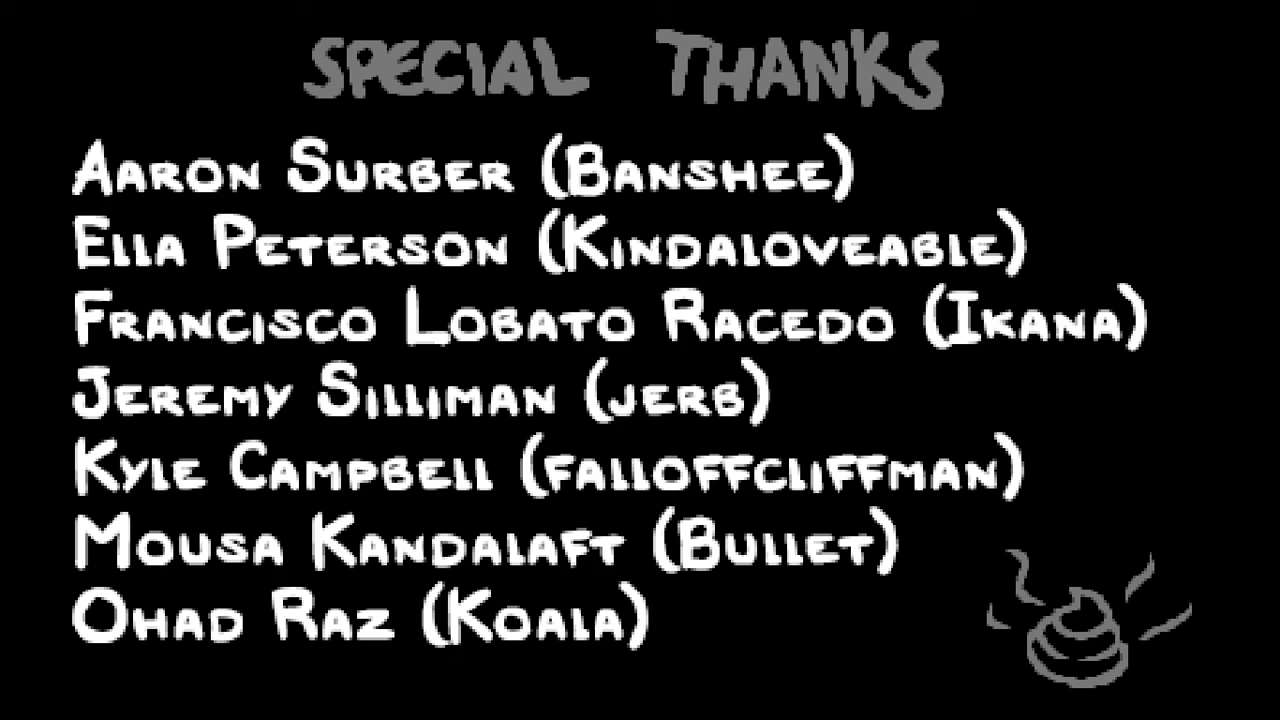 SPECIAL THANKS
Aaron Surber (Banshee)
Ella Peterson (Kindaloveable)
Francisco Lobato Racedo (Ikana)
Jeremy Silliman (jerb)
Kyle Campbell (falloffcliffman)
Mousa Kandalaft (Bullet)
Ohad Raz (Koala)